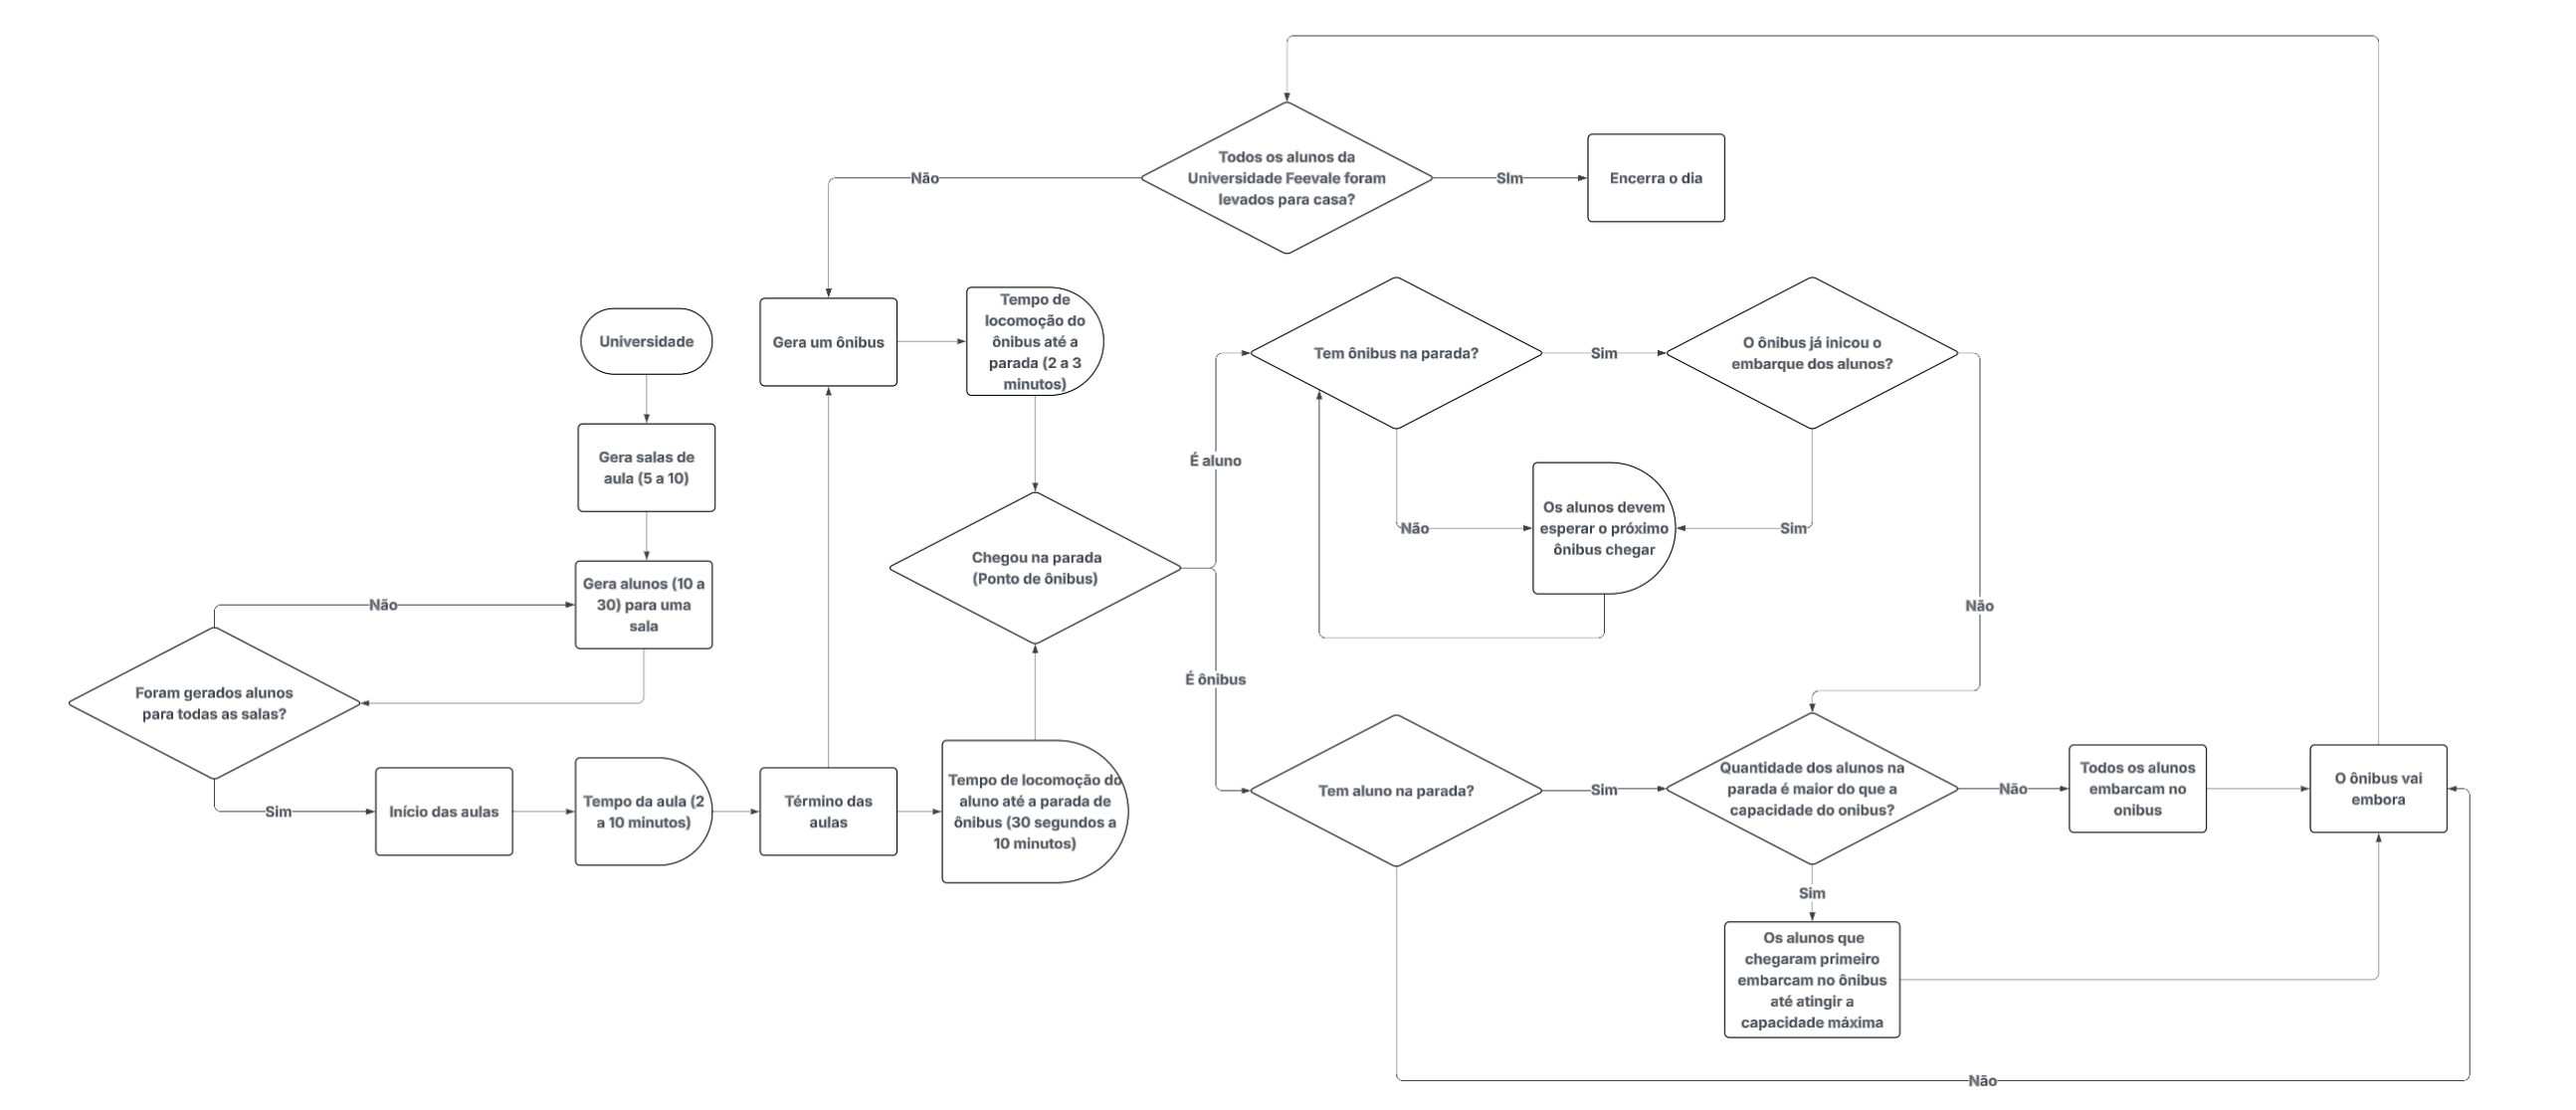 Todos os alunos da
Universidade Feevale foram
levados para casa?
Não
SIm
Encerra o dia
Universidade
Gera um ônibus
Tempo de
locomoção do
ônibus até a
parada (2 a 3
minutos)
Tem ônibus na parada?
Sim
O ônibus já inicou o
embarque dos alunos?
Gera salas de
aula (5 a 10)
É aluno
Chegou na parada
(Ponto de ônibus)
Não
Os alunos devem
esperar o próximo
ônibus chegar
Sim
Não
Gera alunos (10 a
30) para uma
sala
Não
Foram gerados alunos
para todas as salas?
É ônibus
Sim
Início das aulas
Tempo da aula (2
a 10 minutos)
Término das
aulas
Tempo de locomoção do
aluno até a parada de
ônibus (30 segundos a
10 minutos)
Tem aluno na parada?
Sim
Quantidade dos alunos na
parada é maior do que a
capacidade do onibus?
Não
Todos os alunos
embarcam no
onibus
O ônibus vai
embora
Sim
Os alunos que
chegaram primeiro
embarcam no ônibus
até atingir a
capacidade máxima
Não